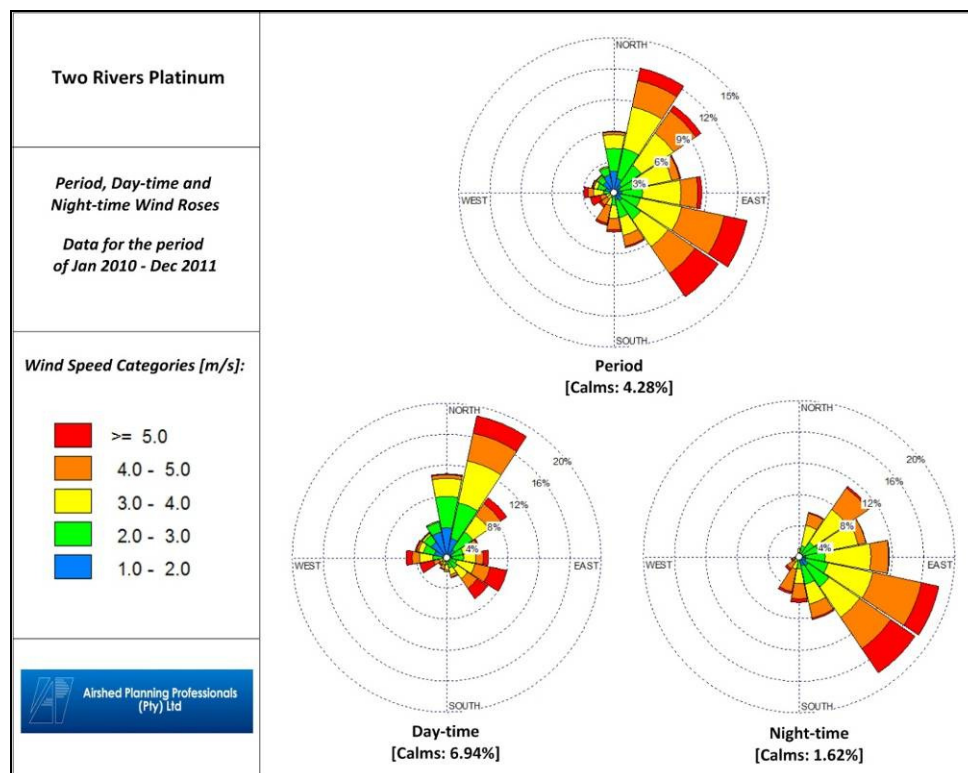 Two Rivers Platinum
Period, Day-time and
Night-time Wind Roses
Data for the period
of Jan 2010 - Dec 2011
Wind Speed Categories [m/s]:
>= 5.0
4.0 - 5.0
3.0 - 4.0
2.0 - 3.0
1.0 - 2.0
Airshed Planning Professionals
(Pty) Ltd
NORTH
15%
12%
9%
6%
3%
WEST
EAST
SOUTH
Period
[Calms: 4.28%]
NORTH
20%
16%
12%
8%
4%
WEST
EAST
SOUTH
Day-time
[Calms: 6.94%]
NORTH
20%
16%
12%
8%
4%
WEST
EAST
SOUTH
Night-time
[Calms: 1.62%]